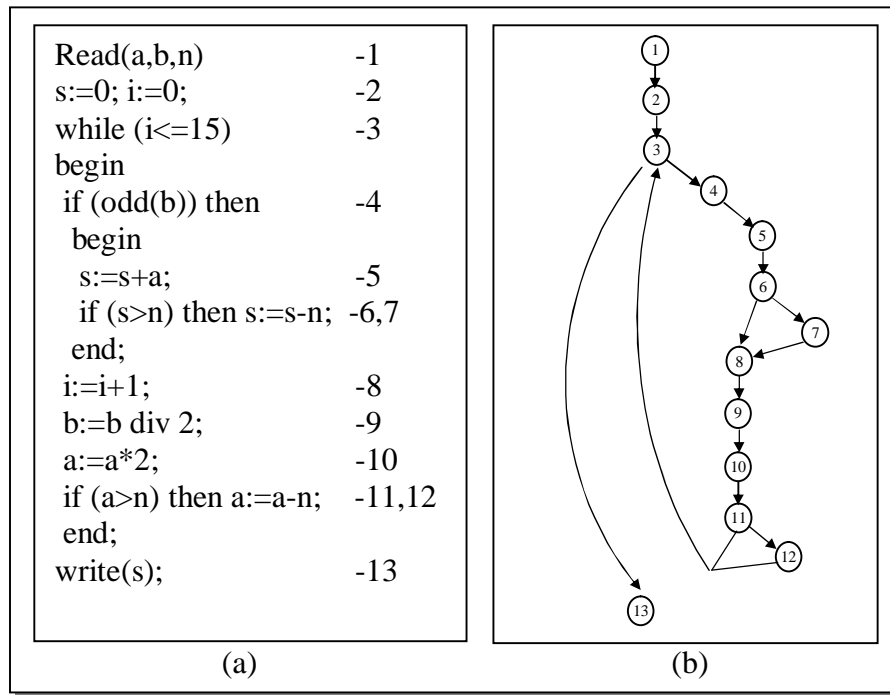 Read(a,b,n) -1
s:=0; i:=0; -2
while (i<=15) -3
begin
if (odd(b)) then -4
begin
s:=s+a; -5
if (s>n) then s:=s-n; -6,7
end;
i:=i+1; -8
b:=b div 2; -9
a:=a*2; -10
if (a>n) then a:=a-n; -11,12
end;
write(s); -13
(a)
1
2
3
4
5
6
7
8
9
10
11
12
13
(b)